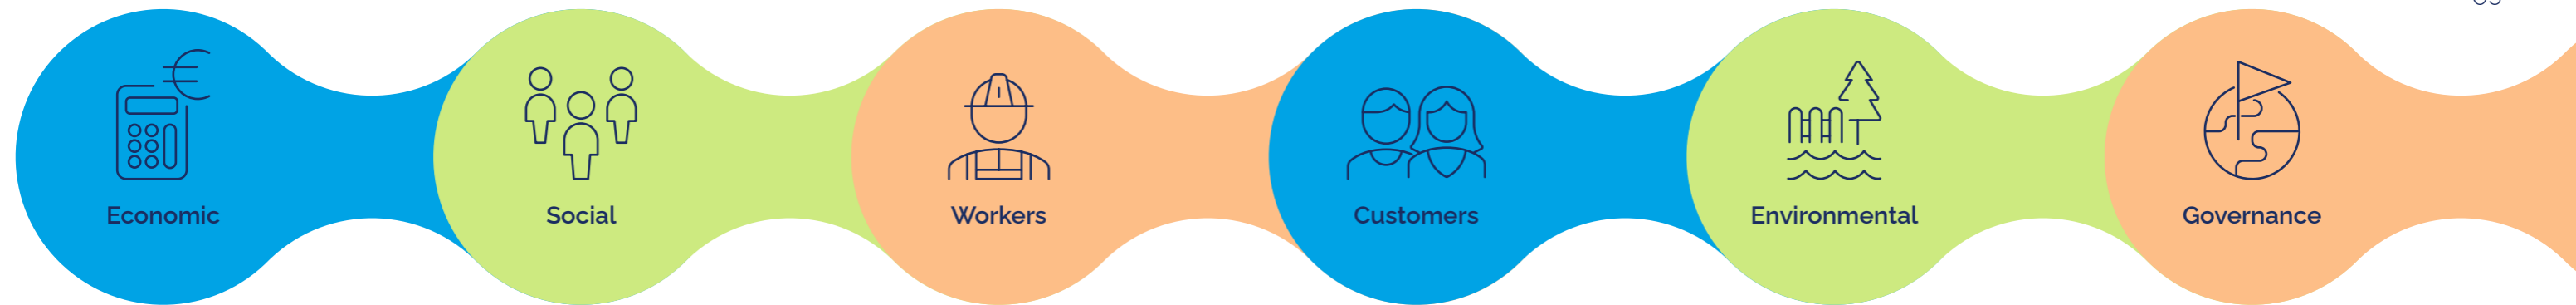 Economic
Social
Workers
Customers
Environmental
Governance